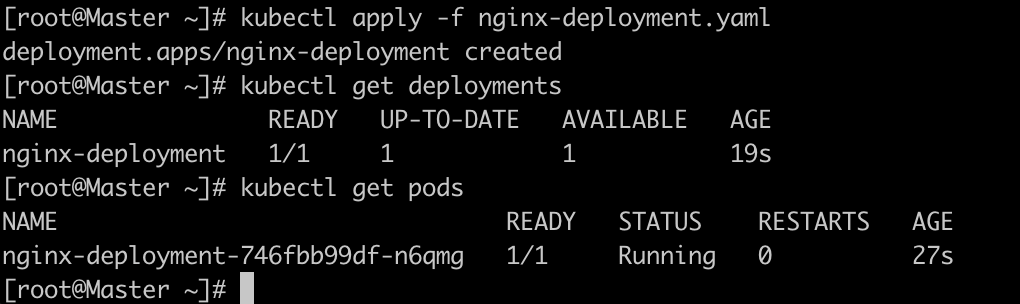 [root@Master ~]# kubectl apply -f nginx-deployment.yaml
deployment.apps/nginx-deployment created
[root@Master ~]# kubectl get deployments
NAME               READY   UP-TO-DATE   AVAILABLE   AGE
nginx-deployment   1/1     1            1           19s
[root@Master ~]# kubectl get pods
NAME                                READY   STATUS    RESTARTS   AGE
nginx-deployment-746fbb99df-n6qmg   1/1     Running   0          27s
[root@Master ~]#